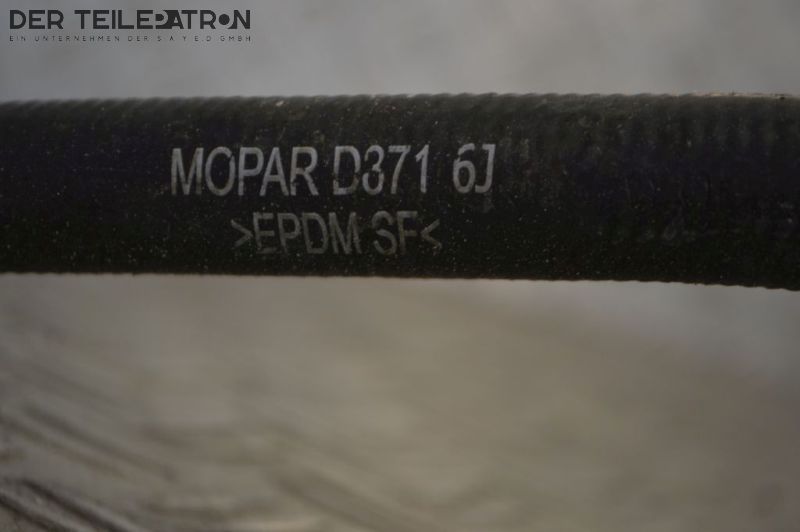 DER TEILEPATRON
EIN UNTERNEHMEN DER S A Y E.D GMBH
MOPAR D371 6J
>EPDM SF<